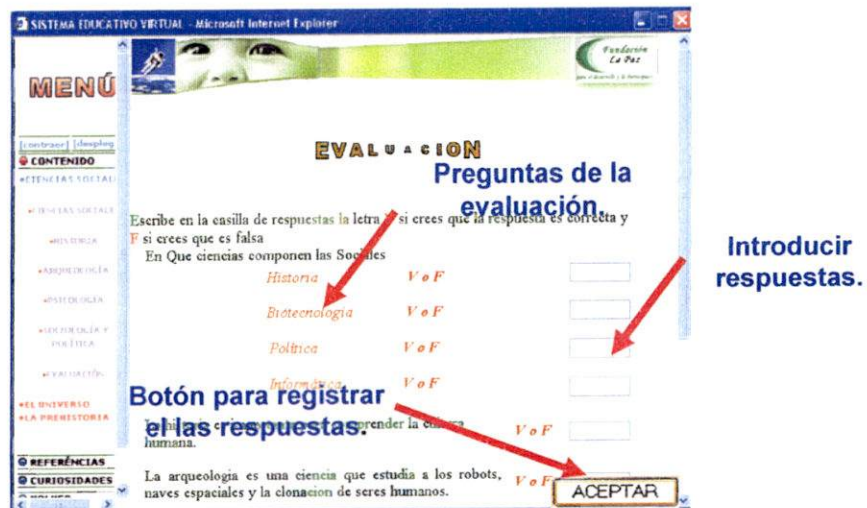 SISTEMA EDUCATIVO VIRTUAL - Microsoft Internet Explorer
Fundación
La Paz
MENÚ
EVALUACION
Preguntas de la
evaluación.
[contraer]
CONTENIDO
Escribe en la casilla de respuestas la letra si crees que la respuesta es correcta y
F si crees que es falsa
En Que ciencias componen las Sociales
Introducir
respuestas.
•HISTORIA
Historia V o F
•ARQUEOLOGÍA
Biotecnología V o F
•PSICOLOGÍA
•SOCIOLOGÍA Y
POLÍTICA
Política V o F
•EVALUACIÓN
Informática V o F
•EL UNIVERSO
•LA PREHISTORIA
Botón para registrar
el las respuestas.
humana. V o F
REFERENCIAS
CURIOSIDADES
La arqueologia es una ciencia que estudia a los robots,
naves espaciales y la clonacion de seres humanos. V o F
ACEPTAR